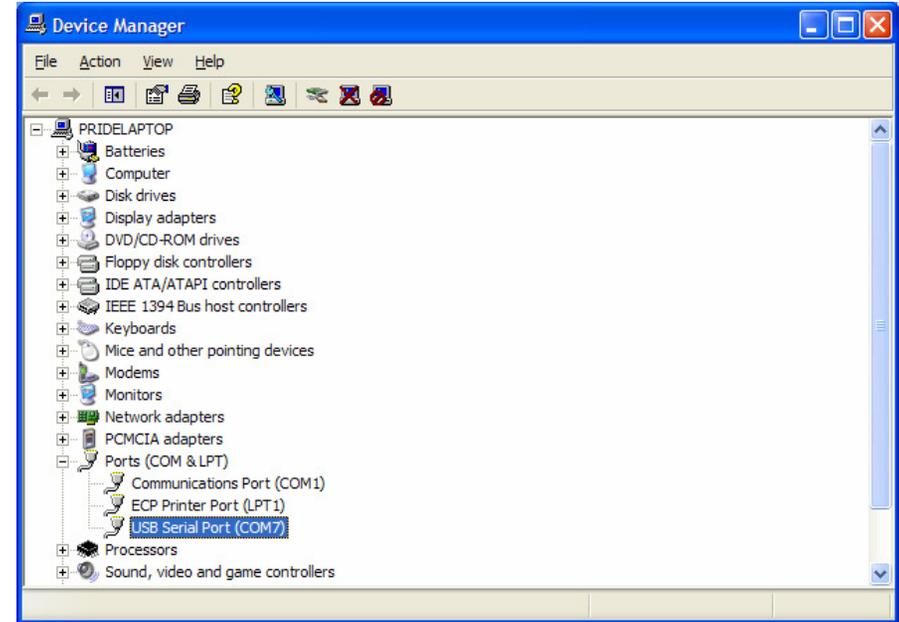 Device Manager
File Action View Help
PRIDELAPTOP
Batteries
Computer
Disk drives
Display adapters
DVD/CD-ROM drives
Floppy disk controllers
IDE ATA/ATAPI controllers
IEEE 1394 Bus host controllers
Keyboards
Mice and other pointing devices
Modems
Monitors
Network adapters
PCMCIA adapters
Ports (COM & LPT)
Communications Port (COM1)
ECP Printer Port (LPT1)
USB Serial Port (COM7)
Processors
Sound, video and game controllers